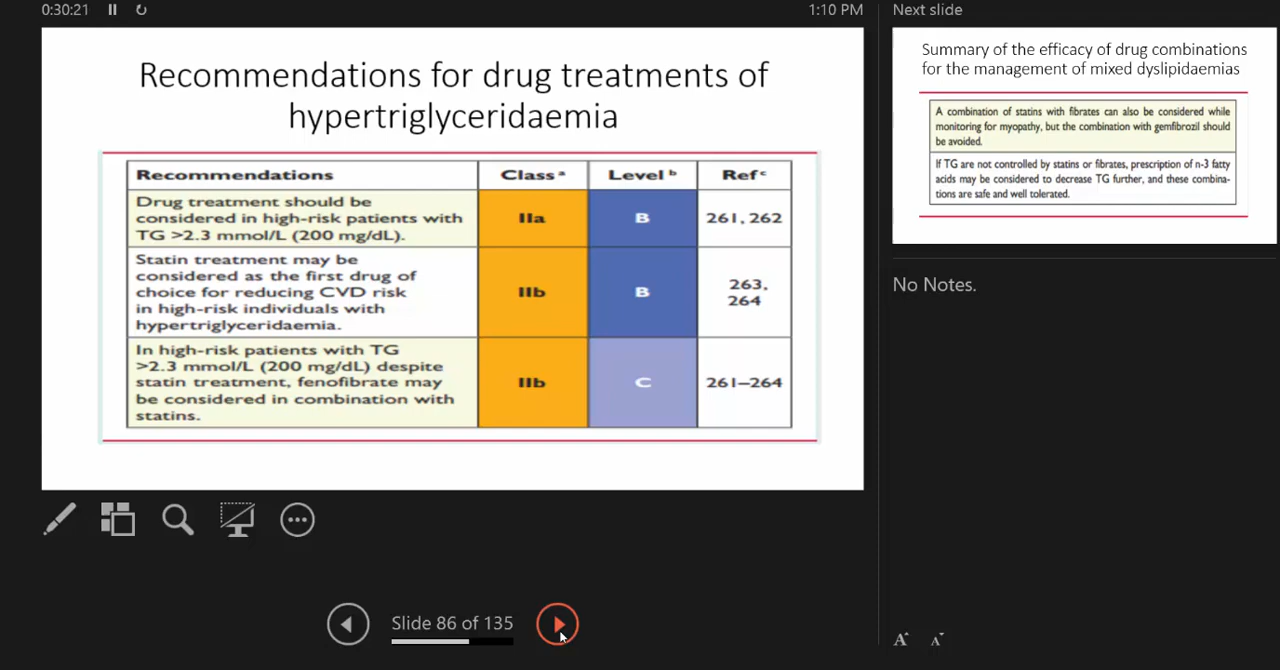 0:30:21
1:10 PM
Next slide
Recommendations for drug treatments of
hypertriglyceridaemia
Recommendations Class a Level b Ref c
Drug treatment should be
considered in high-risk patients with
TG >2.3 mmol/L (200 mg/dL).
IIa B 261, 262
Statin treatment may be
considered as the first drug of
choice for reducing CVD risk
in high-risk individuals with
hypertriglyceridaemia.
IIb B 263,
264
In high-risk patients with TG
>2.3 mmol/L (200 mg/dL) despite
statin treatment, fenofibrate may
be considered in combination with
statins.
IIb C 261–264
Summary of the efficacy of drug combinations
for the management of mixed dyslipidaemias
A combination of statins with fibrates can also be considered while
monitoring for myopathy, but the combination with gemfibrozil should
be avoided.
If TG are not controlled by statins or fibrates, prescription of n-3 fatty
acids may be considered to decrease TG further, and these combina-
tions are safe and well tolerated.
No Notes.
Slide 86 of 135
A A